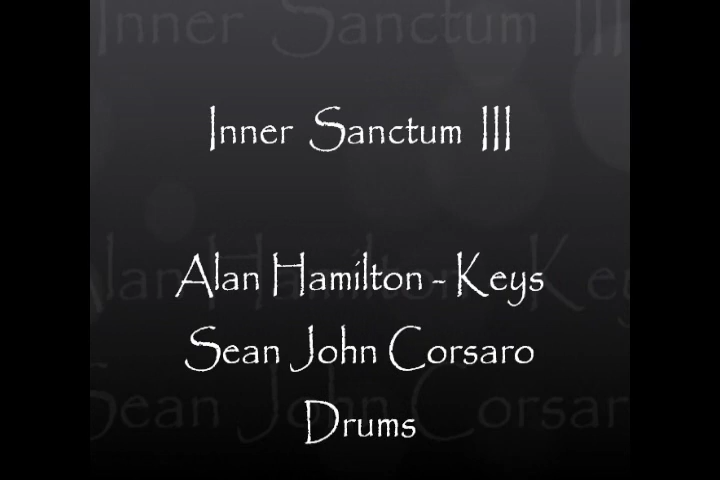 Inner Sanctum III
Alan Hamilton - Keys
Sean John Corsaro
Drums